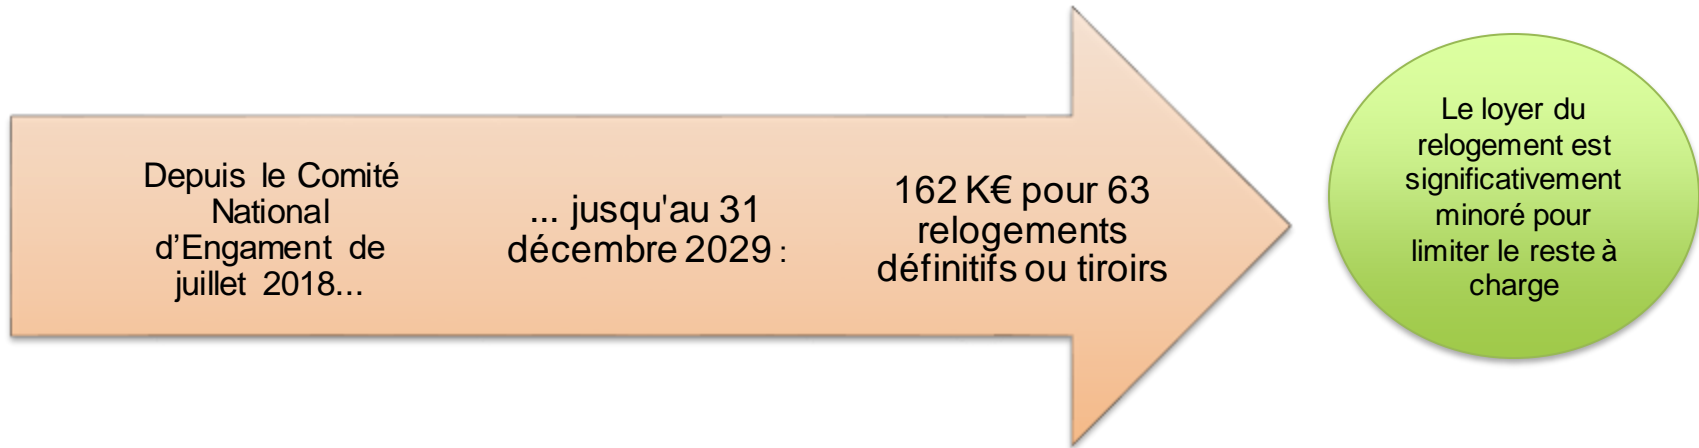 Depuis le Comité
National
d’Engament de
juillet 2018...
... jusqu'au 31
décembre 2029 :
162 K€ pour 63
relogements
définitifs ou tiroirs
Le loyer du
relogement est
significativement
minoré pour
limiter le reste à
charge